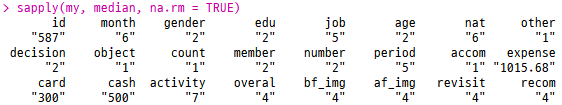 > sapply(my, median, na.rm = TRUE)
id month gender edu job age nat other
"587" "6" "2" "2" "5" "2" "6" "1"
decision object count member number period accom expense
"2" "1" "1" "2" "2" "5" "1" "1015.68"
card cash activity overal bf_img af_img revisit recom
"300" "500" "7" "4" "4" "4" "4" "4"